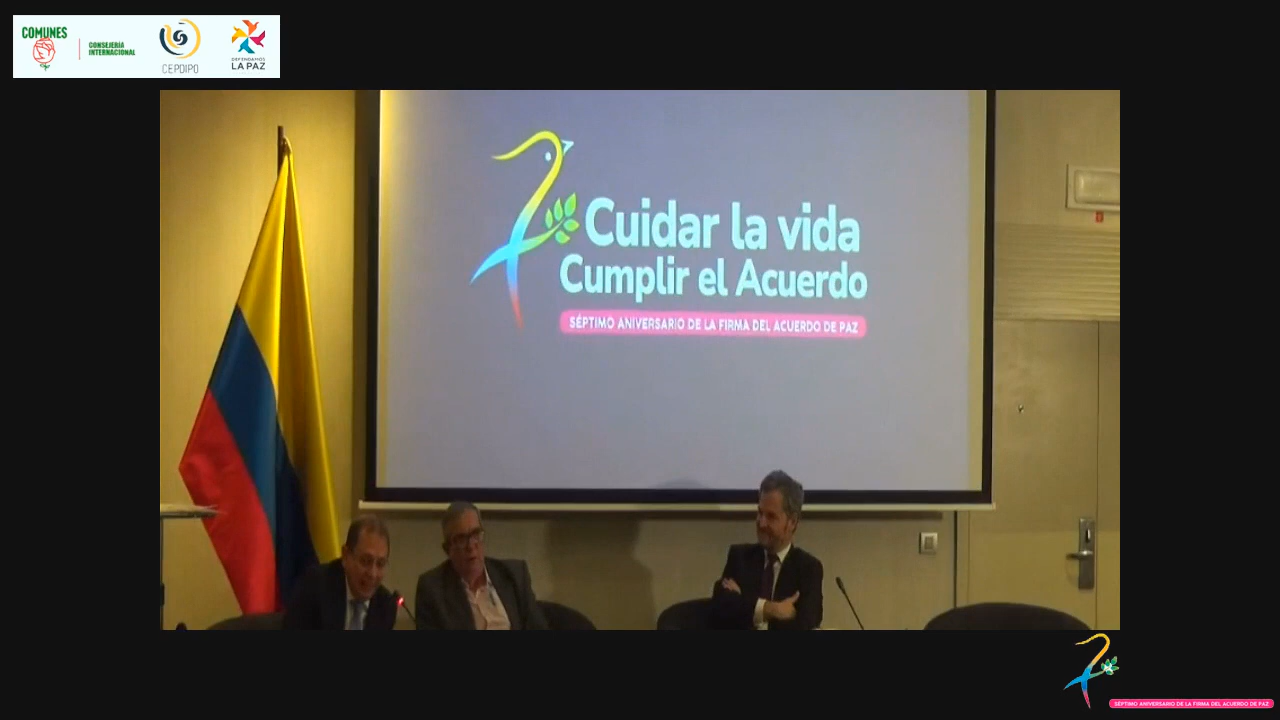 COMUNES
CONSEJERÍA
INTERNACIONAL
CEPDIPO
DEFENDAMOS
LA PAZ
Cuidar la vida
Cumplir el Acuerdo
SÉPTIMO ANIVERSARIO DE LA FIRMA DEL ACUERDO DE PAZ
SÉPTIMO ANIVERSARIO DE LA FIRMA DEL ACUERDO DE PAZ